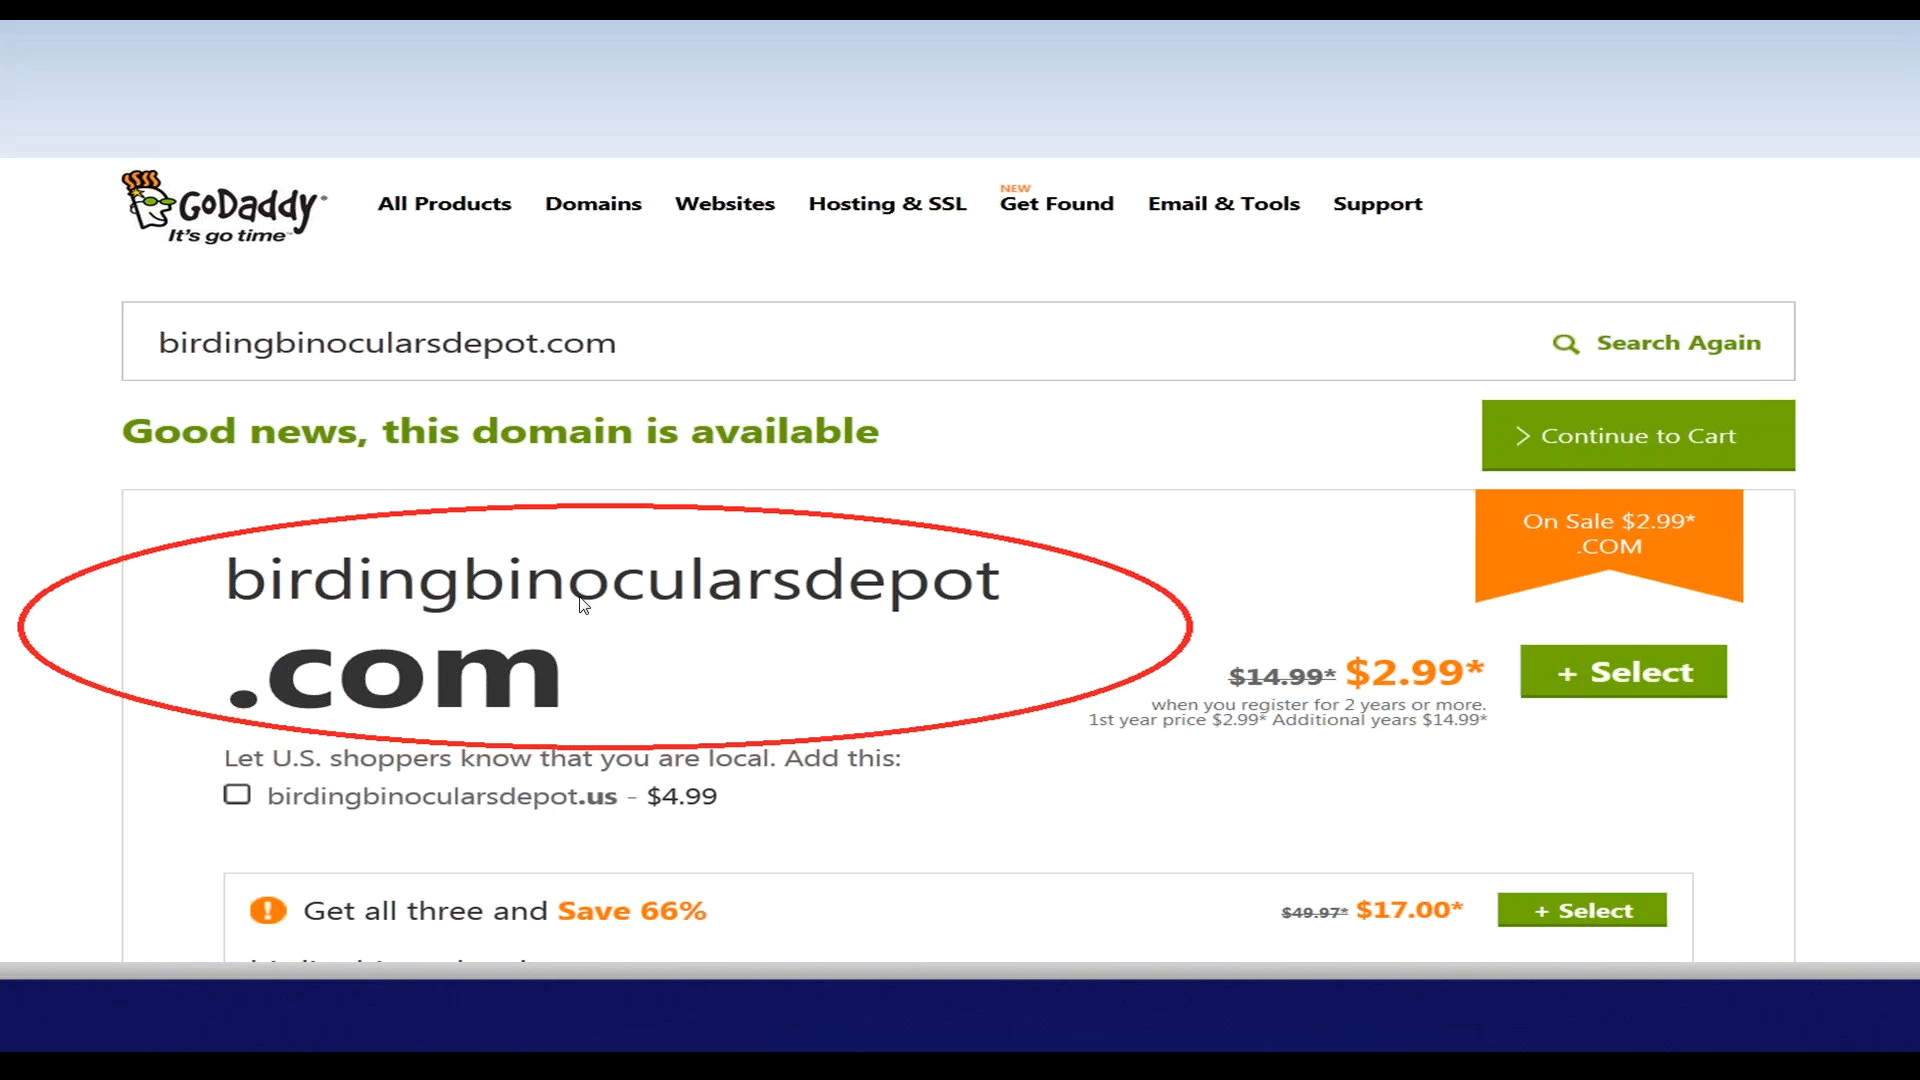 GoDaddy
It's go time™
All Products Domains Websites Hosting & SSL NEW Get Found Email & Tools Support
birdingbinocularsdepot.com
Search Again
Good news, this domain is available
> Continue to Cart
On Sale $2.99*
.COM
birdingbinocularsdepot
.com
$14.99* $2.99*
+ Select
when you register for 2 years or more.
1st year price $2.99* Additional years $14.99*
Let U.S. shoppers know that you are local. Add this:
birdingbinocularsdepot.us - $4.99
! Get all three and Save 66%
$49.97* $17.00*
+ Select